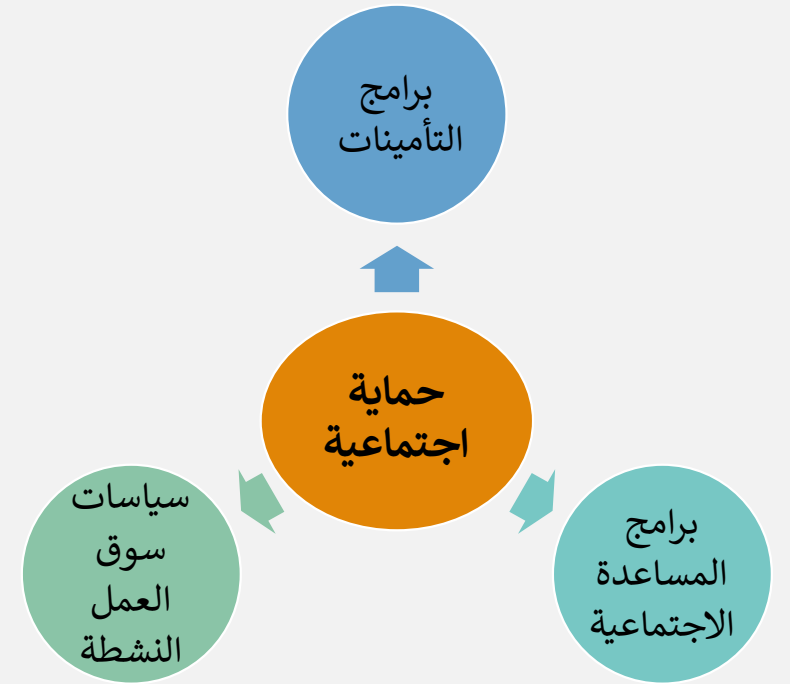 برامج
التأمينات
حماية
اجتماعية
برامج
المساعدة
الاجتماعية
سياسات
سوق
العمل
النشطة